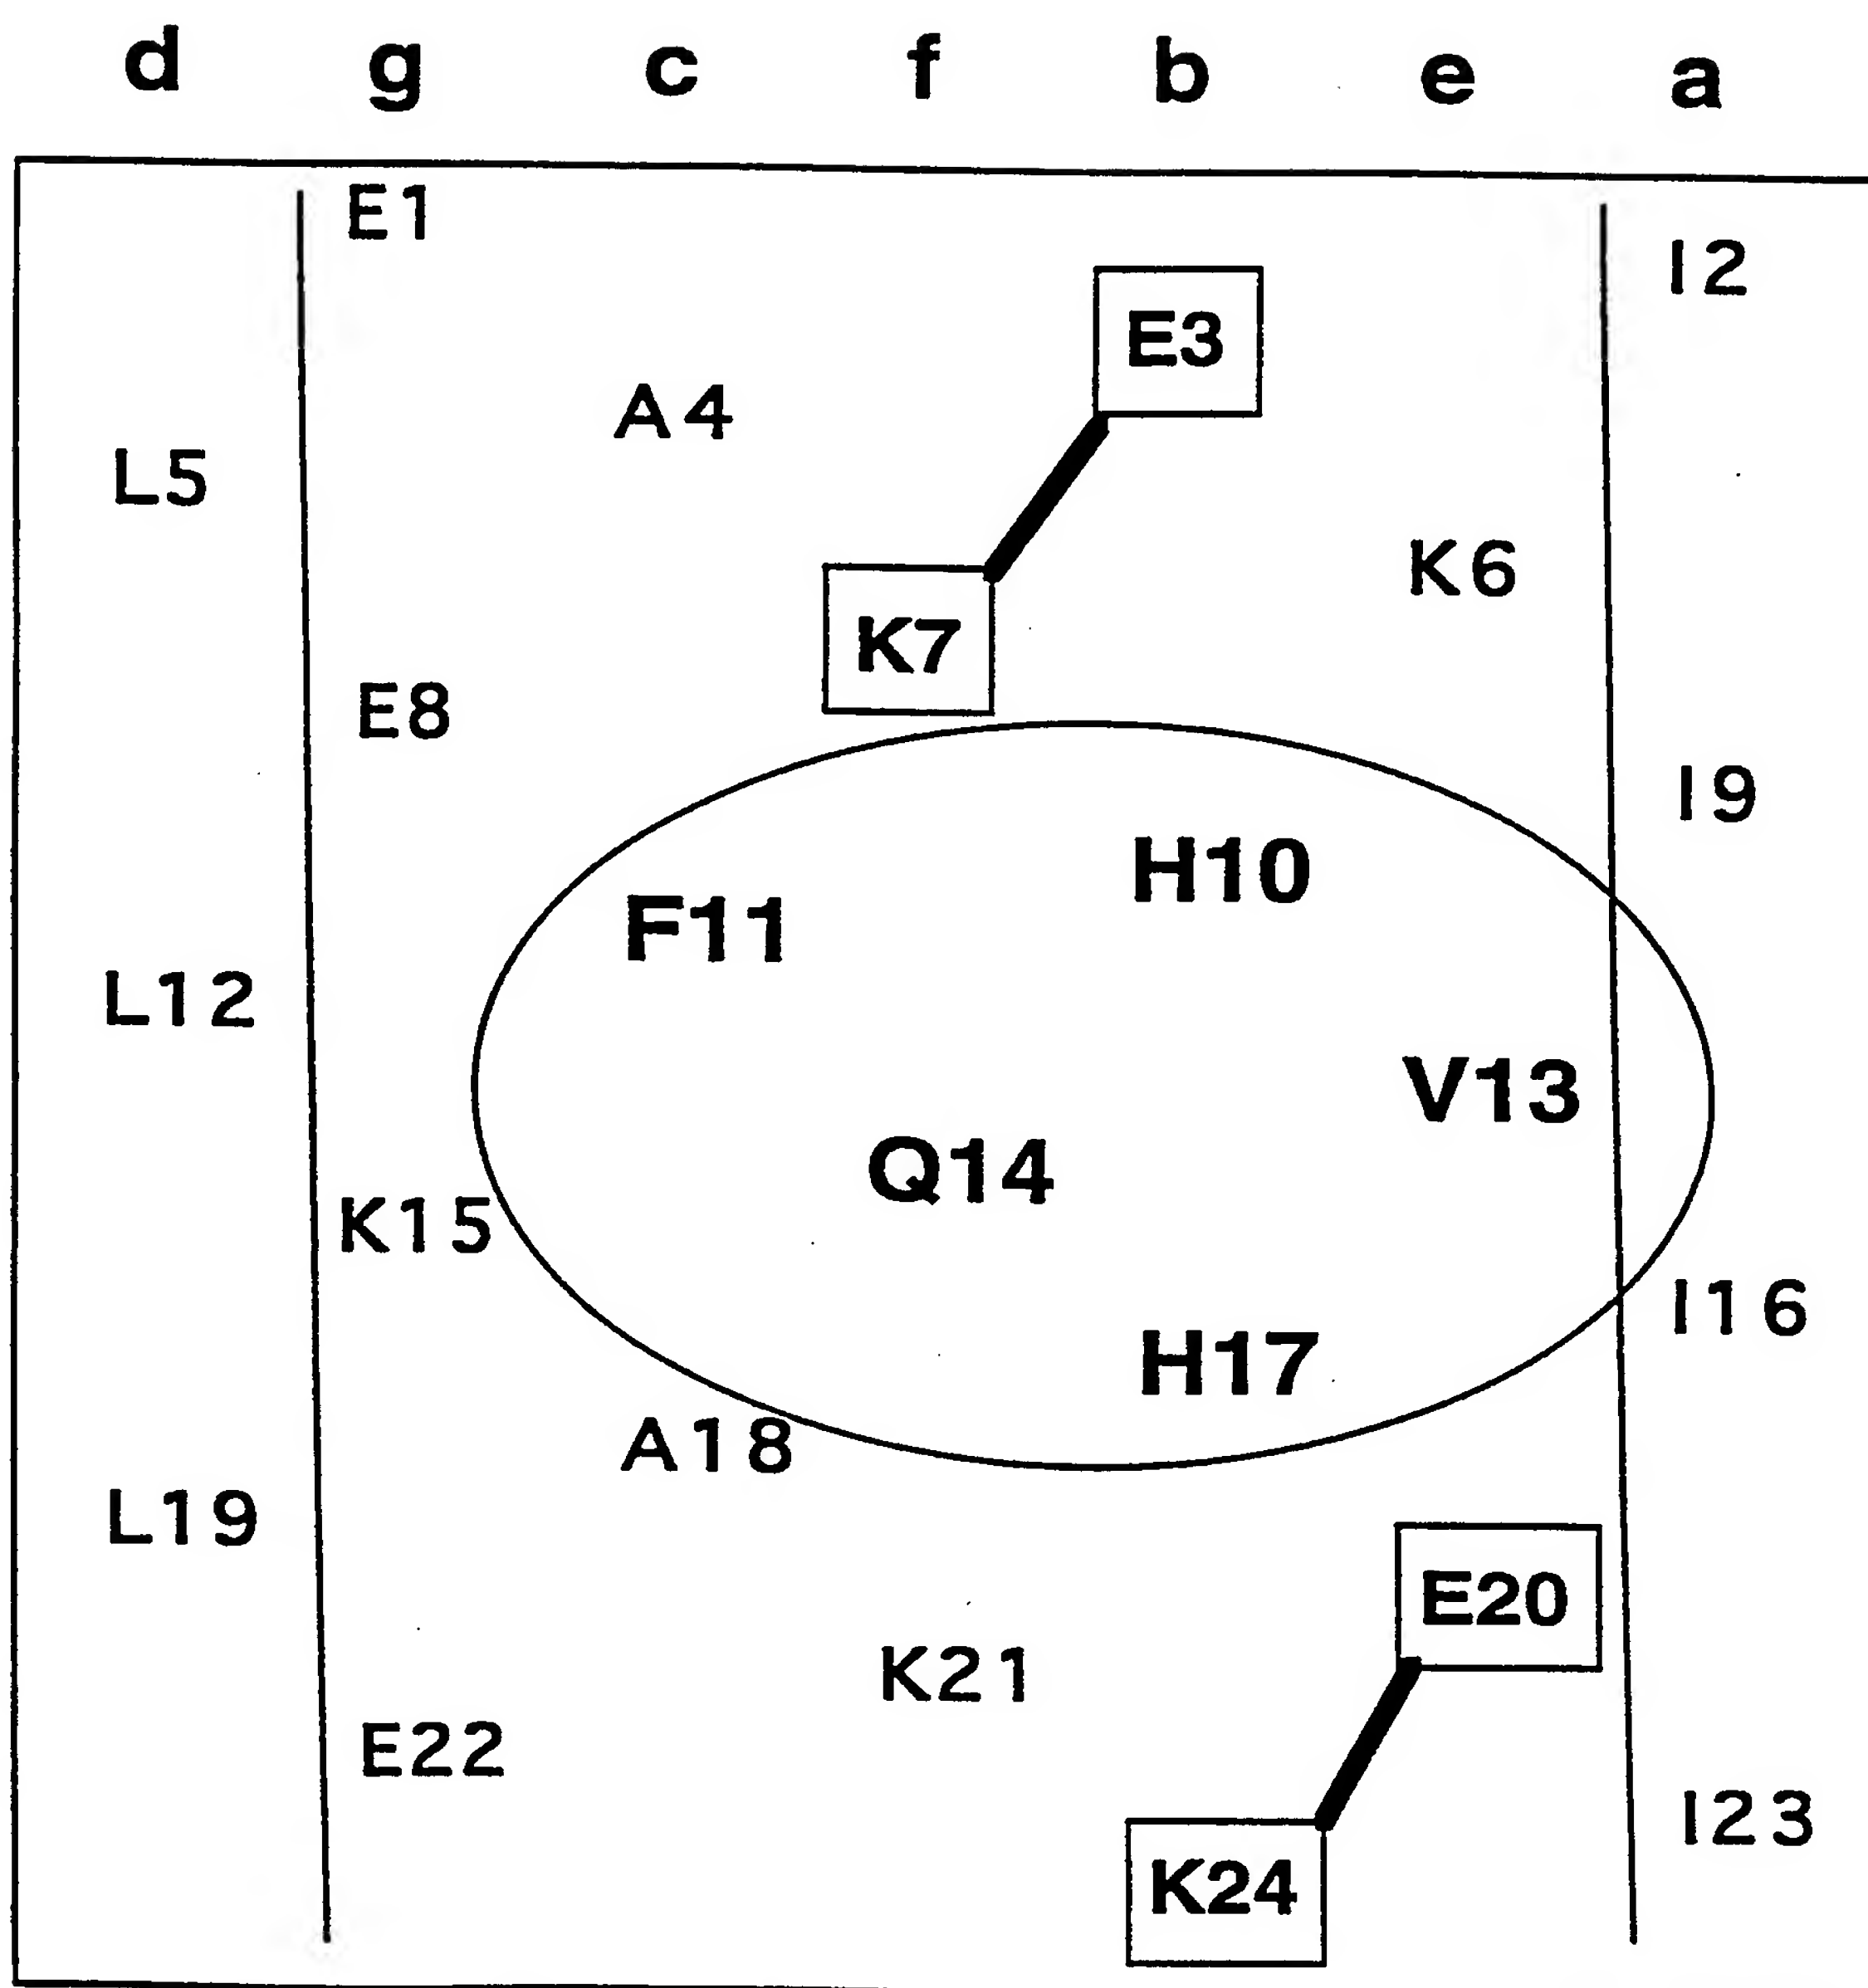 d g c f b e a
E1
I2
E3
A4
L5
K6
K7
E8
I9
H10
F11
L12
V13
Q14
K15
I16
H17
A18
L19
E20
K21
E22
I23
K24